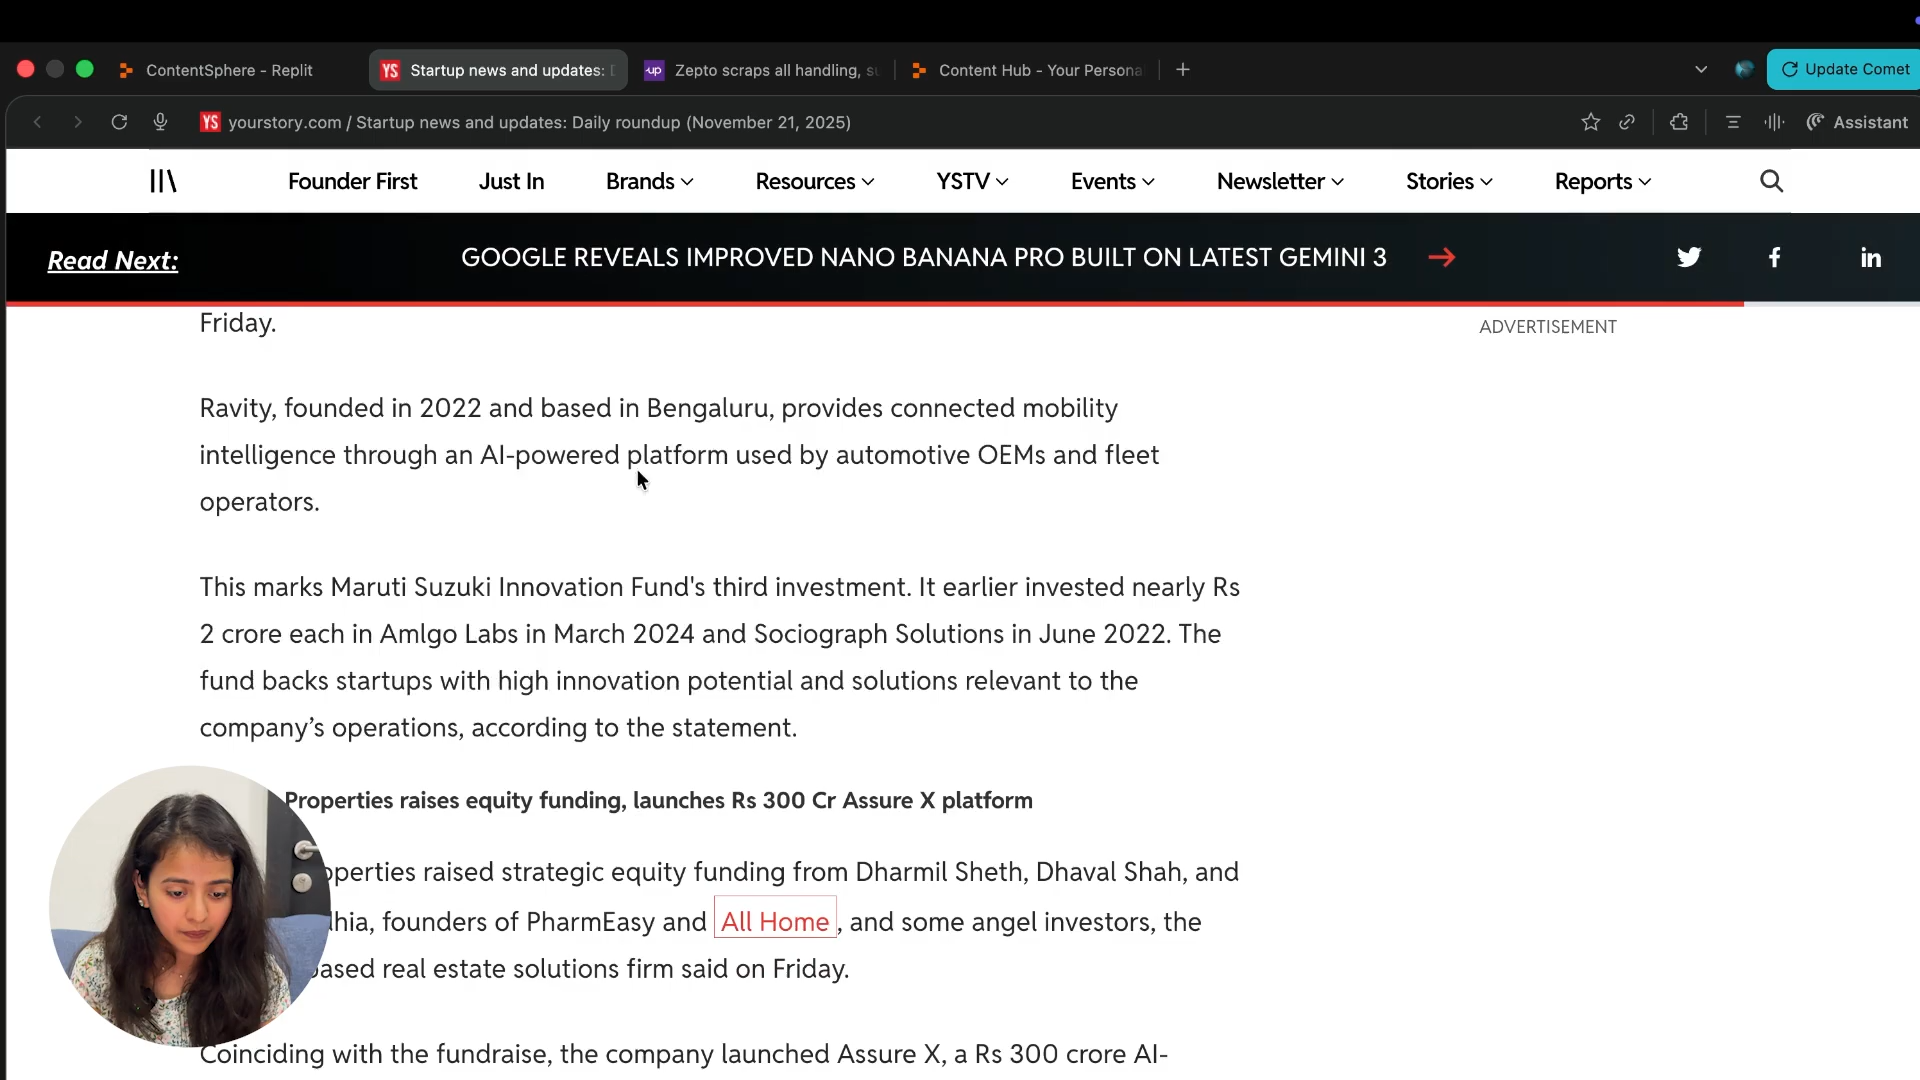 ContentSphere - Replit
YS Startup news and updates:
up Zepto scraps all handling, su
Content Hub - Your Persona
Update Comet
YS yourstory.com / Startup news and updates: Daily roundup (November 21, 2025)
Assistant
Founder First Just In Brands Resources YSTV Events Newsletter Stories Reports
Read Next: GOOGLE REVEALS IMPROVED NANO BANANA PRO BUILT ON LATEST GEMINI 3
Friday.
ADVERTISEMENT
Ravity, founded in 2022 and based in Bengaluru, provides connected mobility
intelligence through an AI-powered platform used by automotive OEMs and fleet
operators.
This marks Maruti Suzuki Innovation Fund's third investment. It earlier invested nearly Rs
2 crore each in Amlgo Labs in March 2024 and Sociograph Solutions in June 2022. The
fund backs startups with high innovation potential and solutions relevant to the
company’s operations, according to the statement.
Properties raises equity funding, launches Rs 300 Cr Assure X platform
operties raised strategic equity funding from Dharmil Sheth, Dhaval Shah, and
hia, founders of PharmEasy and All Home, and some angel investors, the
based real estate solutions firm said on Friday.
Coinciding with the fundraise, the company launched Assure X, a Rs 300 crore AI-